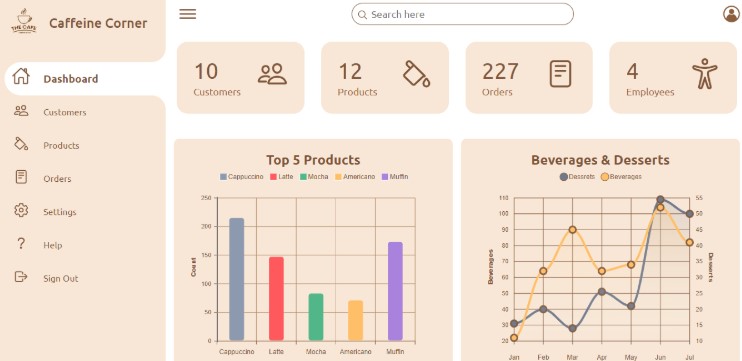 THE CAFE
Caffeine Corner
Search here
Dashboard
Customers
Products
Orders
Settings
Help
Sign Out
10
Customers
12
Products
227
Orders
4
Employees
Top 5 Products
Cappuccino Latte Mocha Americano Muffin
Count
250
200
150
100
50
0
Cappuccino Latte Mocha Americano Muffin
Beverages & Desserts
Dessrets Beverages
Beverages
110
100
90
80
70
60
50
40
30
20
55
50
45
40
35
30
25
20
15
10
Desserts
Jan Feb Mar Apr May Jun Jul